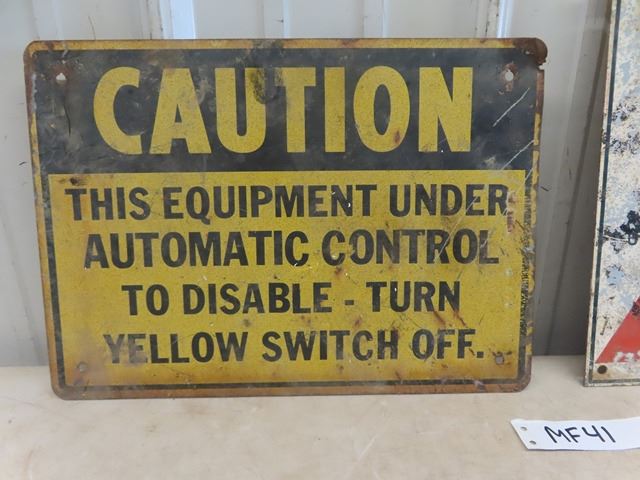 CAUTION
THIS EQUIPMENT UNDER
AUTOMATIC CONTROL
TO DISABLE - TURN
YELLOW SWITCH OFF.
MF41